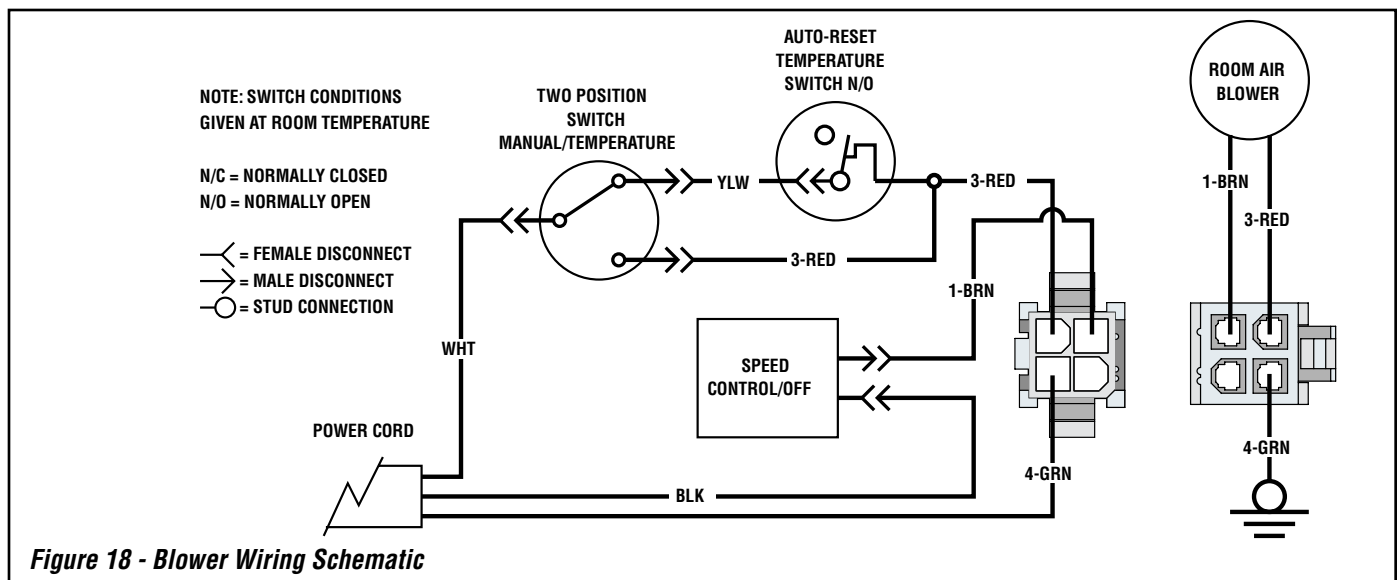 AUTO-RESET
TEMPERATURE
SWITCH N/O
ROOM AIR
BLOWER
NOTE: SWITCH CONDITIONS
GIVEN AT ROOM TEMPERATURE
TWO POSITION
SWITCH
MANUAL/TEMPERATURE
N/C = NORMALLY CLOSED
N/O = NORMALLY OPEN
YLW
3-RED
1-BRN
3-RED
= FEMALE DISCONNECT
= MALE DISCONNECT
= STUD CONNECTION
3-RED
1-BRN
WHT
SPEED
CONTROL/OFF
POWER CORD
4-GRN
4-GRN
BLK
Figure 18 - Blower Wiring Schematic